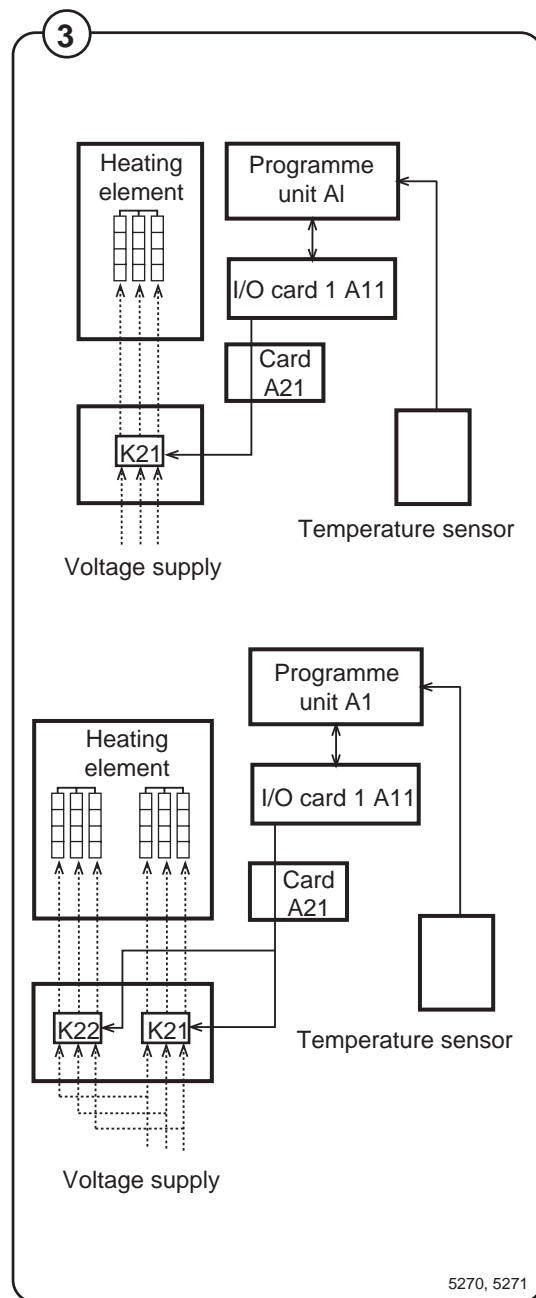 3
Heating
element
Programme
unit AI
I/O card 1 A11
Card
A21
K21
Temperature sensor
Voltage supply
Programme
unit A1
Heating
element
I/O card 1 A11
Card
A21
K22
K21
Temperature sensor
Voltage supply
5270, 5271